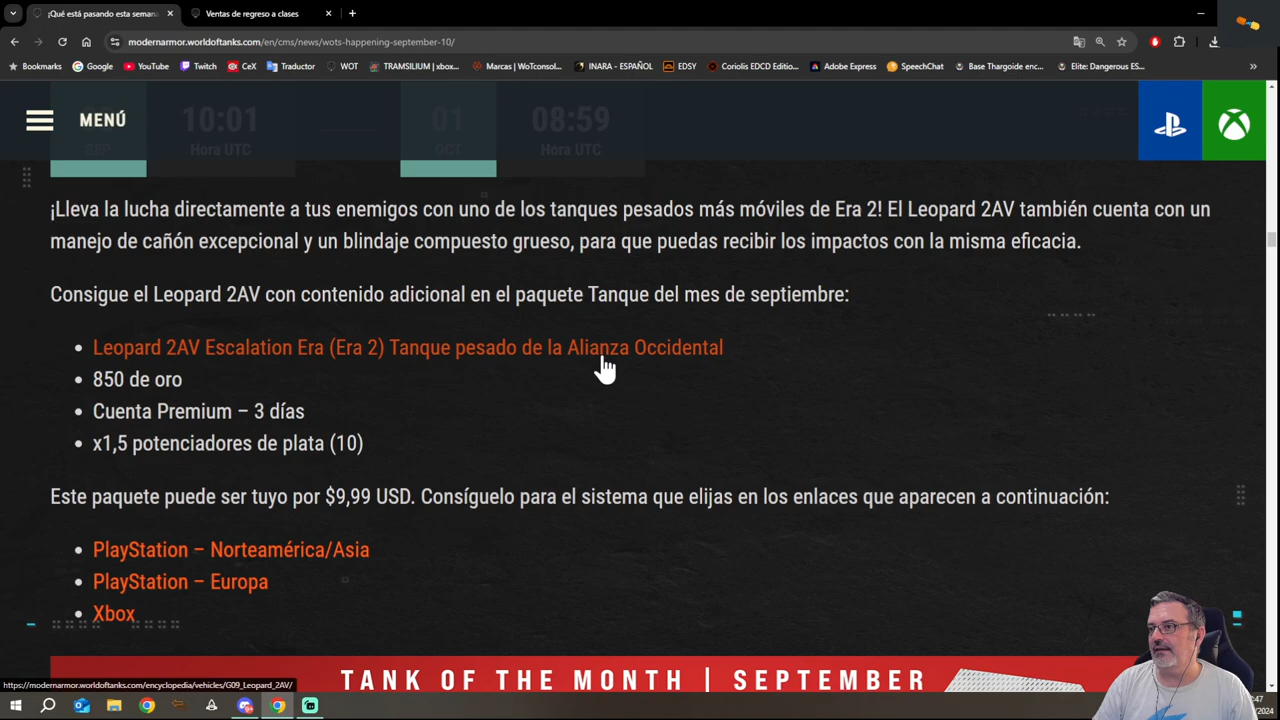 ¡Qué está pasando esta semana
Ventas de regreso a clases
modernarmor.worldoftanks.com/en/cms/news/wots-happening-september-10/
Bookmarks Google YouTube Twitch CeX Traductor WOT TRAMSILIUM | xbox... Marcas | WoTconsol... INARA - ESPAÑOL EDSY Coriolis EDCD Edition... Adobe Express SpeechChat Base Thargoide enc... Elite: Dangerous ES...
MENÚ
10:01
Hora UTC
SEP
01
OCT
08:59
Hora UTC
¡Lleva la lucha directamente a tus enemigos con uno de los tanques pesados más móviles de Era 2! El Leopard 2AV también cuenta con un
manejo de cañón excepcional y un blindaje compuesto grueso, para que puedas recibir los impactos con la misma eficacia.
Consigue el Leopard 2AV con contenido adicional en el paquete Tanque del mes de septiembre:
Leopard 2AV Escalation Era (Era 2) Tanque pesado de la Alianza Occidental
850 de oro
Cuenta Premium – 3 días
x1,5 potenciadores de plata (10)
Este paquete puede ser tuyo por $9,99 USD. Consíguelo para el sistema que elijas en los enlaces que aparecen a continuación:
PlayStation – Norteamérica/Asia
PlayStation – Europa
Xbox
TANK OF THE MONTH | SEPTEMBER
https://modernarmor.worldoftanks.com/encyclopedia/vehicles/G09_Leopard_2AV/